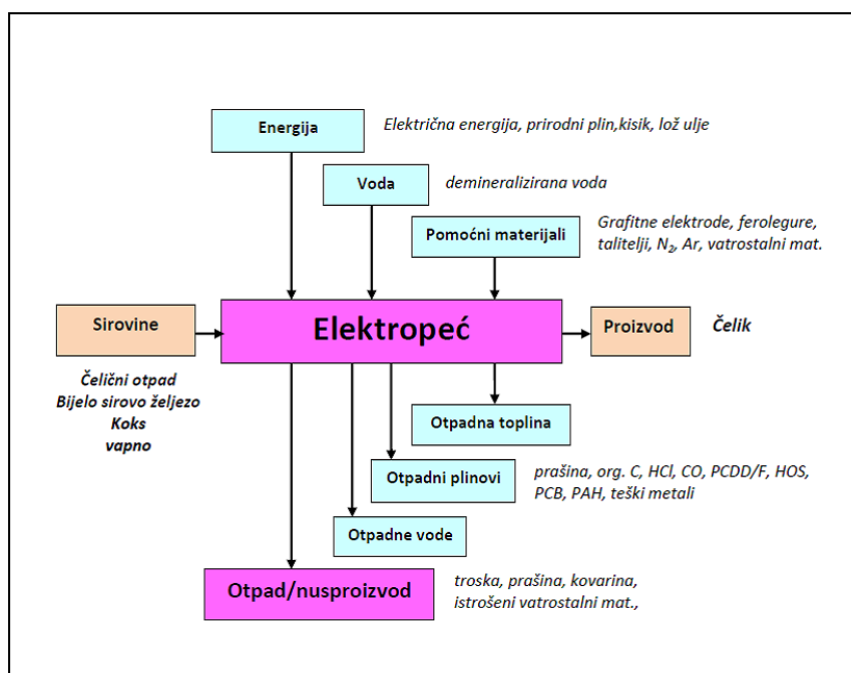 Energija
Električna energija, prirodni plin,kisik, lož ulje
Voda
demineralizirana voda
Pomoćni materijali
Grafitne elektrode, ferolegure,
talitelji, N₂, Ar, vatrostalni mat.
Sirovine
Elektropeć
Proizvod
Čelik
Čelični otpad
Bijelo sirovo željezo
Koks
vapno
Otpadna toplina
Otpadni plinovi
prašina, org. C, HCl, CO, PCDD/F, HOS,
PCB, PAH, teški metali
Otpadne vode
Otpad/nusproizvod
troska, prašina, kovarina,
istrošeni vatrostalni mat.,